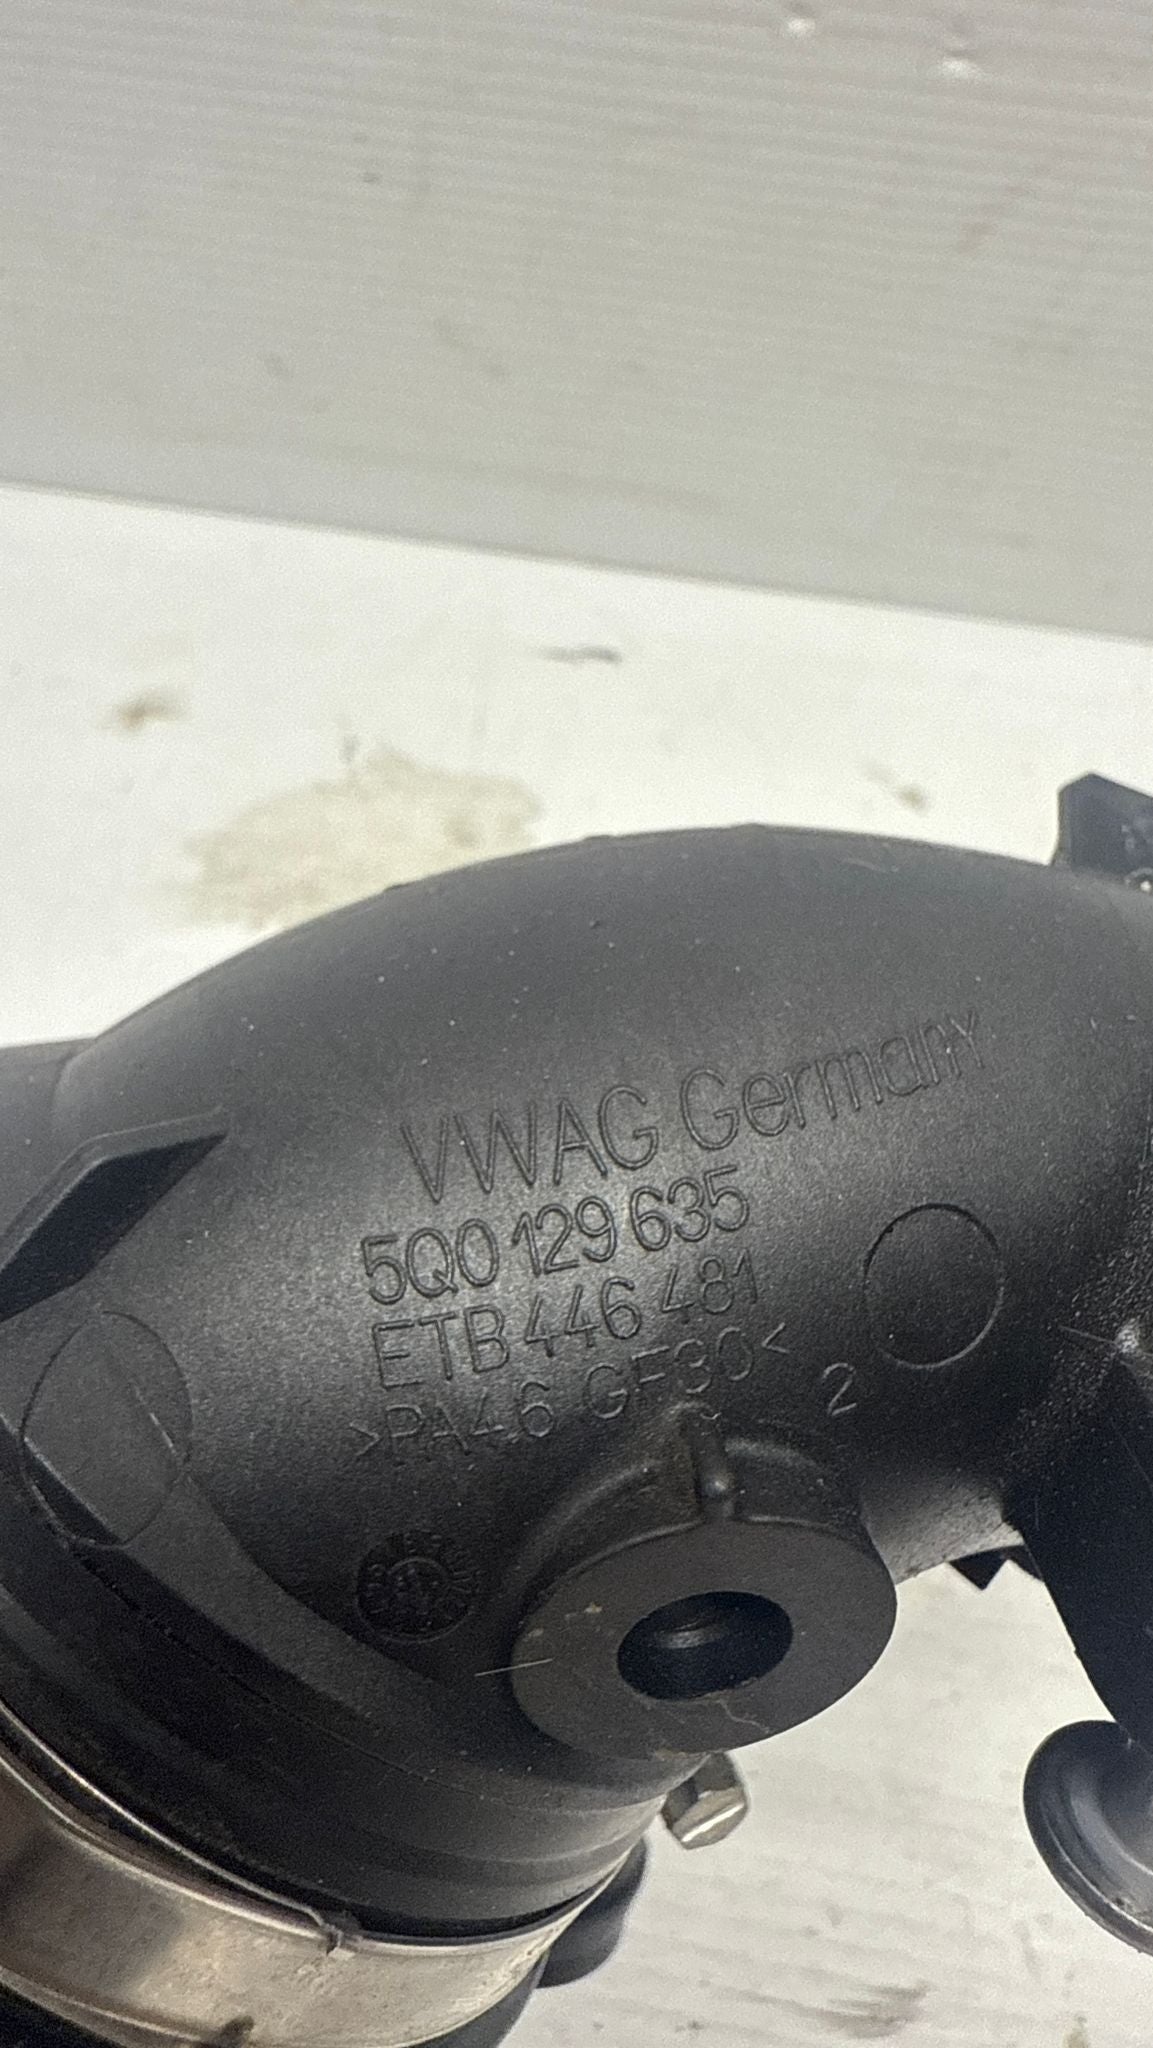 VWAG Germany
5Q0 129 635
ETB 446 481
>PA46 GF30<
2